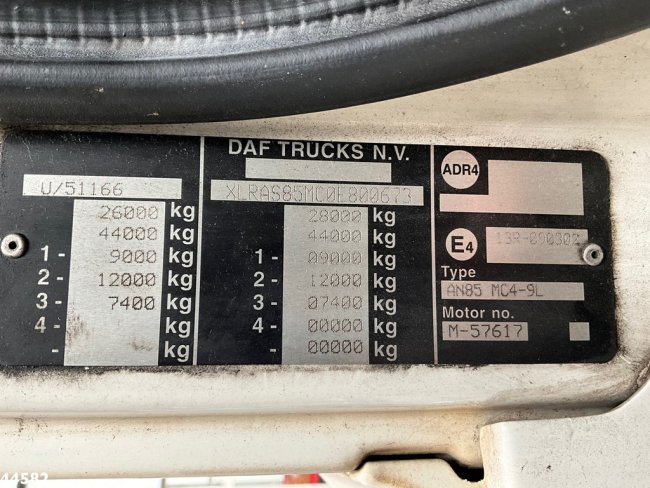 U/51166
26000 kg
44000 kg
1 - 9000 kg
2 - 12000 kg
3 - 7400 kg
4 - kg
- kg
DAF TRUCKS N.V.
XLRAS85MC0E800673
28000 kg
44000 kg
1 - 09000 kg
2 - 12000 kg
3 - 07400 kg
4 - 00000 kg
- 00000 kg
ADR4
E4 13R-090302
Type
AN85 MC4-9L
Motor no.
M-57617
44582